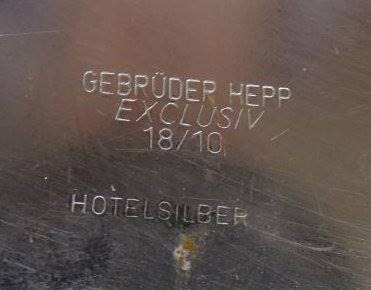 GEBRÜDER HEPP
EXCLUSIV
18/10
HOTELSILBER